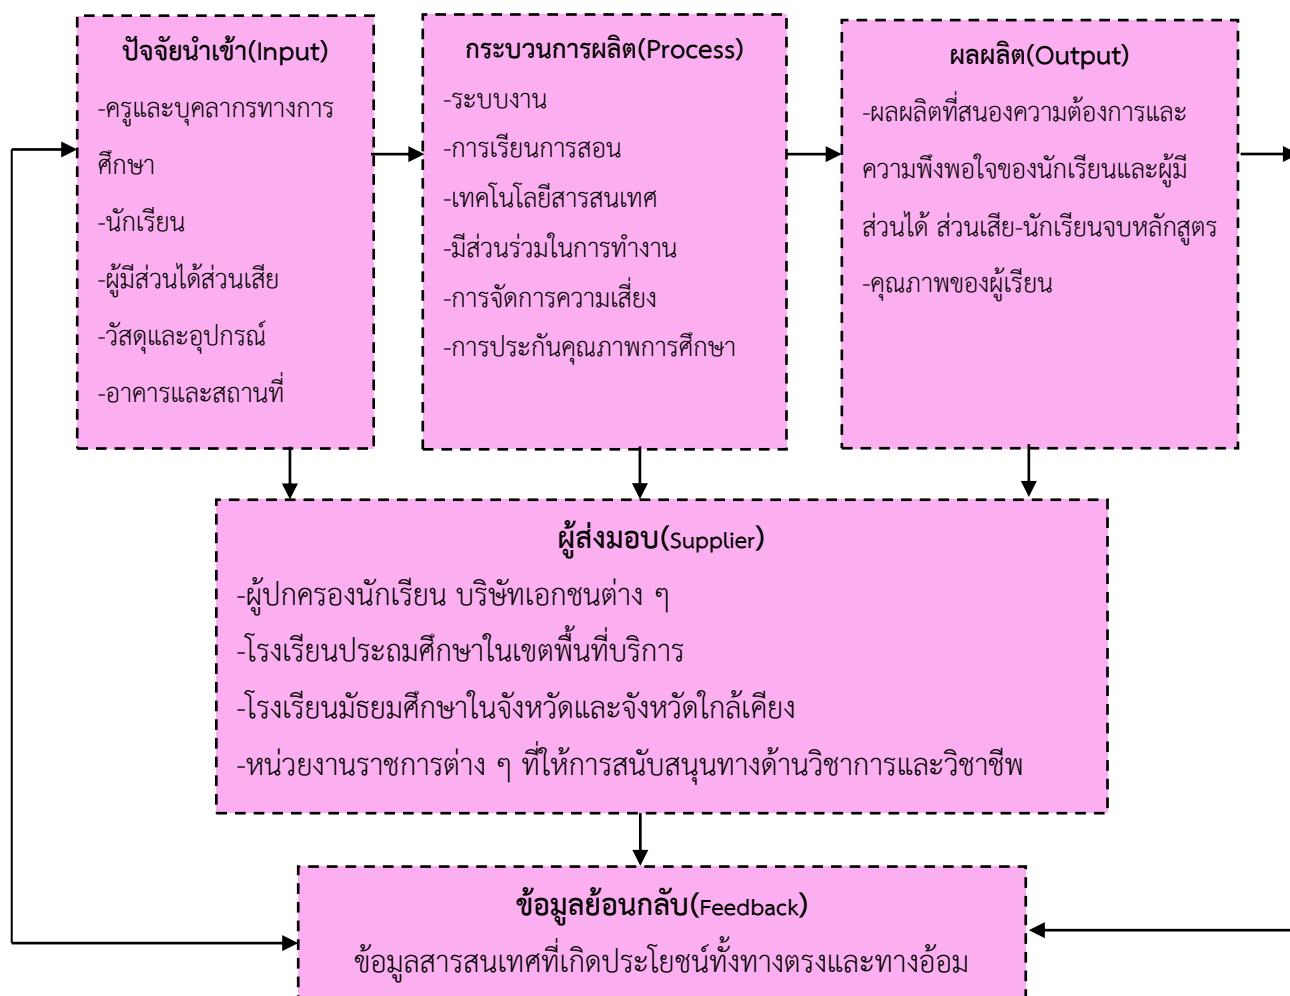 ปัจจัยนำเข้า(Input)
-ครูและบุคลากรทางการ
ศึกษา
-นักเรียน
-ผู้มีส่วนได้ส่วนเสีย
-วัสดุและอุปกรณ์
-อาคารและสถานที่
กระบวนการผลิต(Process)
-ระบบงาน
-การเรียนการสอน
-เทคโนโลยีสารสนเทศ
-มีส่วนร่วมในการทำงาน
-การจัดการความเสี่ยง
-การประกันคุณภาพการศึกษา
ผลผลิต(Output)
-ผลผลิตที่สนองความต้องการและ
ความพึงพอใจของนักเรียนและผู้มี
ส่วนได้ ส่วนเสีย-นักเรียนจบหลักสูตร
-คุณภาพของผู้เรียน
ผู้ส่งมอบ(Supplier)
-ผู้ปกครองนักเรียน บริษัทเอกชนต่าง ๆ
-โรงเรียนประถมศึกษาในเขตพื้นที่บริการ
-โรงเรียนมัธยมศึกษาในจังหวัดและจังหวัดใกล้เคียง
-หน่วยงานราชการต่าง ๆ ที่ให้การสนับสนุนทางด้านวิชาการและวิชาชีพ
ข้อมูลย้อนกลับ(Feedback)
ข้อมูลสารสนเทศที่เกิดประโยชน์ทั้งทางตรงและทางอ้อม